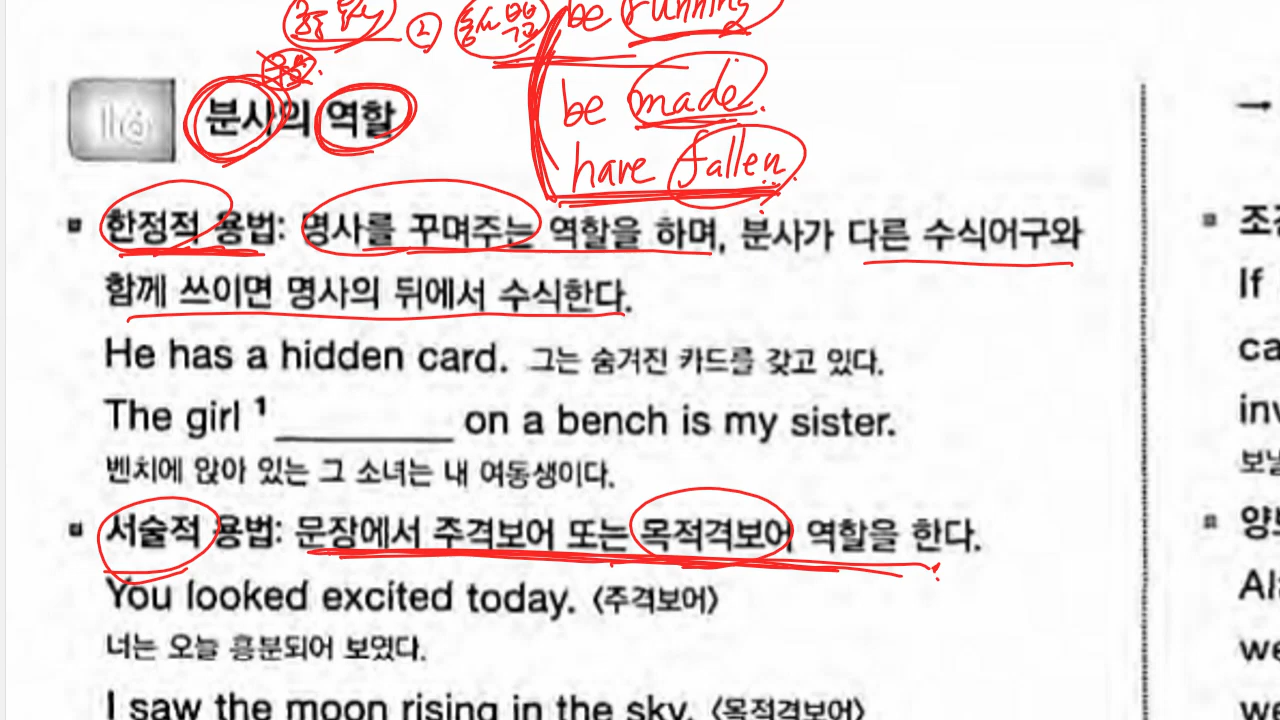 ② be running
be made.
have fallen
16 분사의 역할
한정적 용법: 명사를 꾸며주는 역할을 하며, 분사가 다른 수식어구와
함께 쓰이면 명사의 뒤에서 수식한다.
He has a hidden card. 그는 숨겨진 카드를 갖고 있다.
The girl ¹ ________ on a bench is my sister.
벤치에 앉아 있는 그 소녀는 내 여동생이다.
서술적 용법: 문장에서 주격보어 또는 목적격보어 역할을 한다.
You looked excited today. 〈주격보어〉
너는 오늘 흥분되어 보였다.
I saw the moon rising in the sky. 〈목적격보어〉
→
If
we